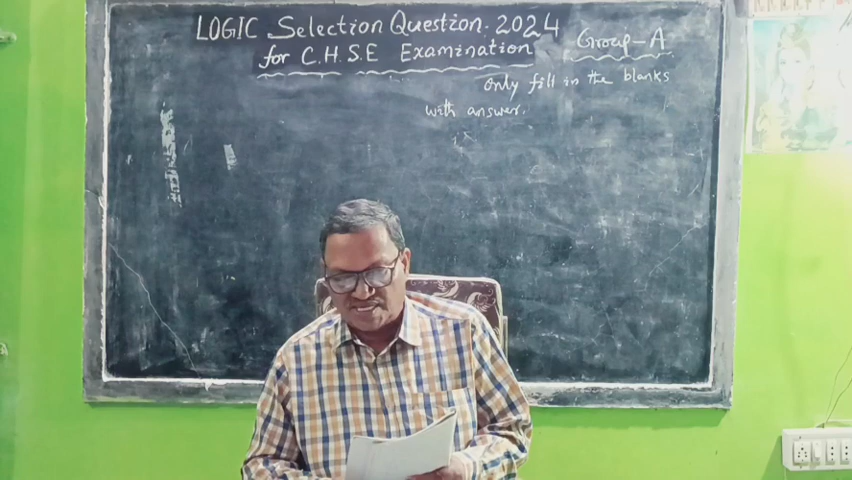 LOGIC Selection Question. 2024
for C.H.S.E Examination
Group-A
only fill in the blanks
with answer.